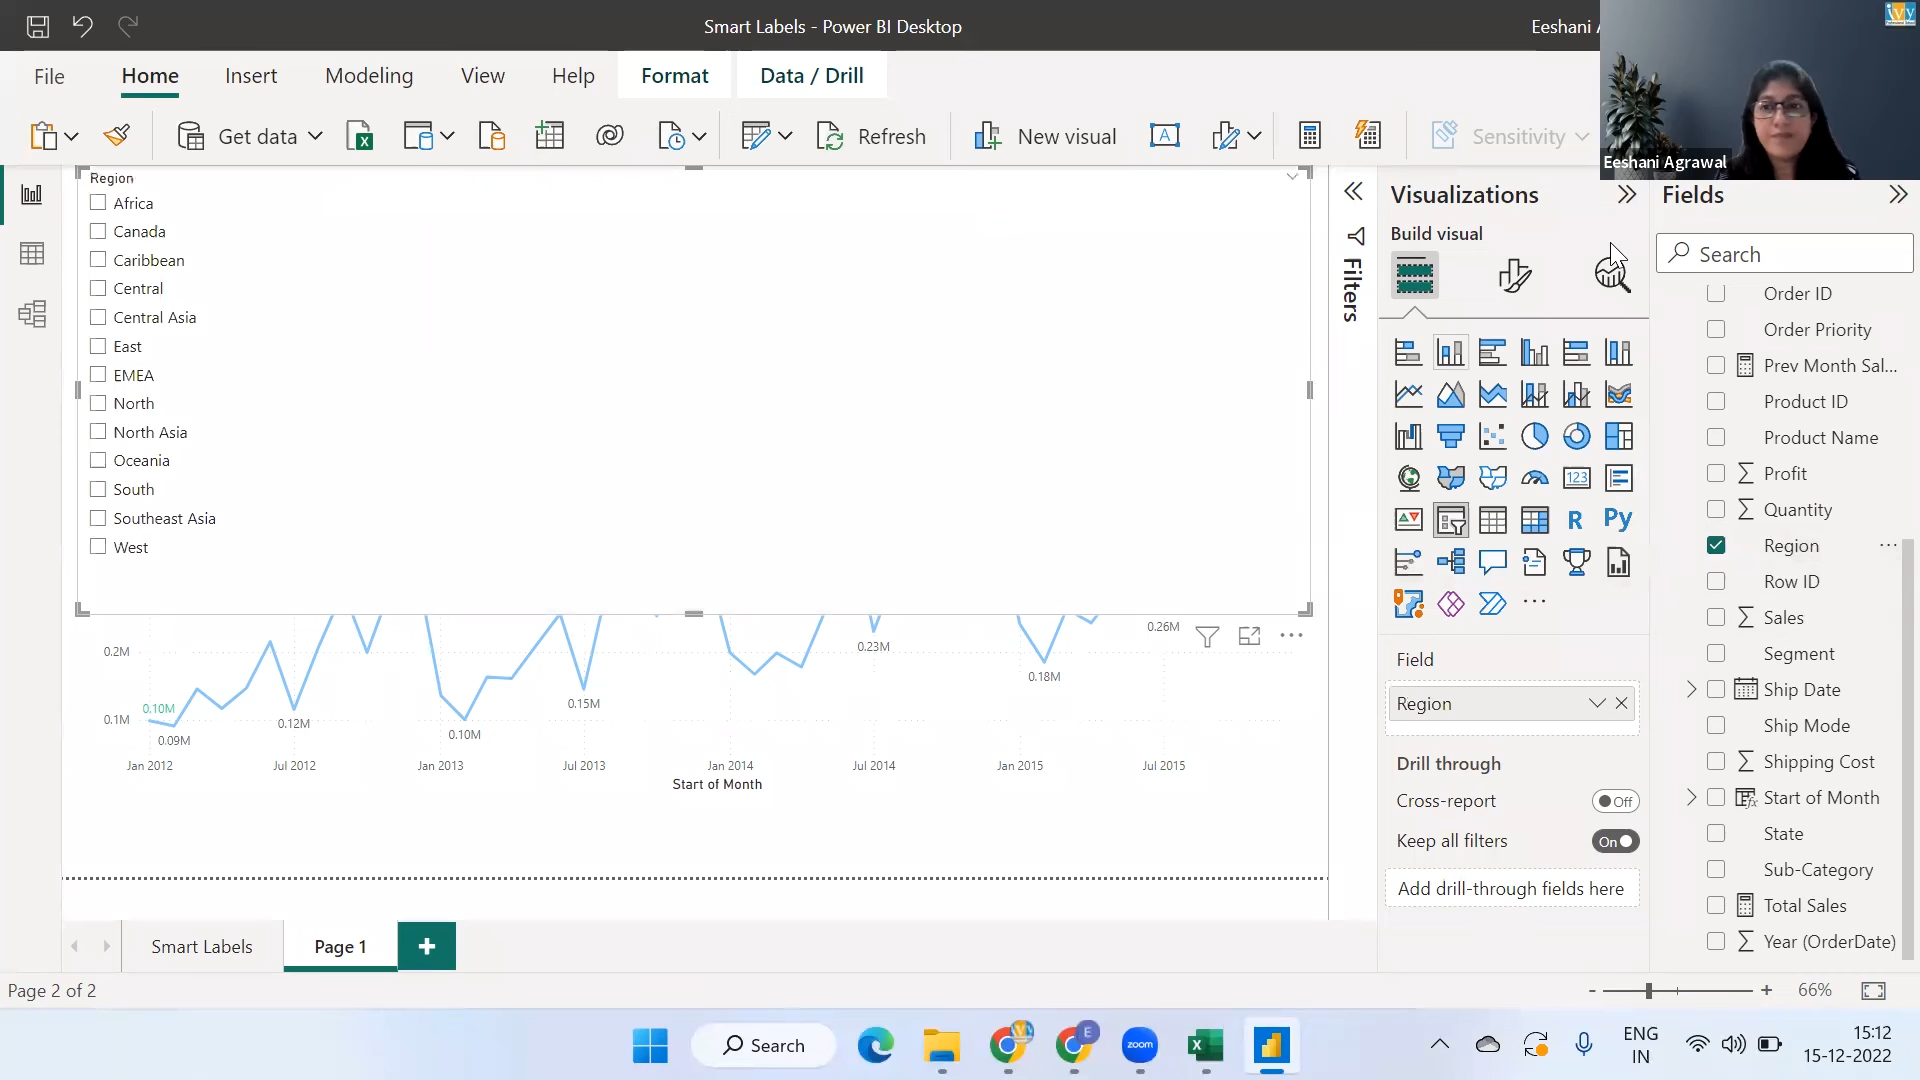 Smart Labels - Power BI Desktop
Eeshani A
ivy
Eeshani Agrawal
File
Home
Insert
Modeling
View
Help
Format
Data / Drill
Get data
Refresh
New visual
A
Sensitivity
Region
Africa
Canada
Caribbean
Central
Central Asia
East
EMEA
North
North Asia
Oceania
South
Southeast Asia
West
0.2M
0.1M
0.10M
0.09M
0.12M
0.10M
0.15M
0.23M
0.18M
0.26M
Jan 2012
Jul 2012
Jan 2013
Jul 2013
Jan 2014
Jul 2014
Jan 2015
Jul 2015
Start of Month
Filters
Visualizations
Build visual
123
R
Py
Field
Region
Drill through
Cross-report
Off
Keep all filters
On
Add drill-through fields here
Fields
Search
Order ID
Order Priority
Prev Month Sal...
Product ID
Product Name
Profit
Quantity
Region
Row ID
Sales
Segment
Ship Date
Ship Mode
Shipping Cost
Start of Month
State
Sub-Category
Total Sales
Year (OrderDate)
Smart Labels
Page 1
Page 2 of 2
66%
Search
E
zoom
ENG
IN
15:12
15-12-2022